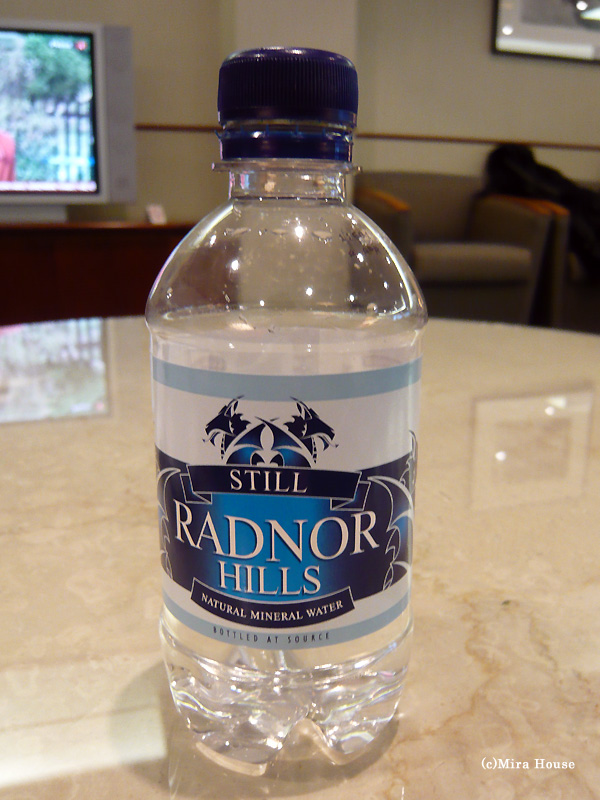 STILL
RADNOR
HILLS
NATURAL MINERAL WATER
BOTTLED AT SOURCE
(c)Mira House